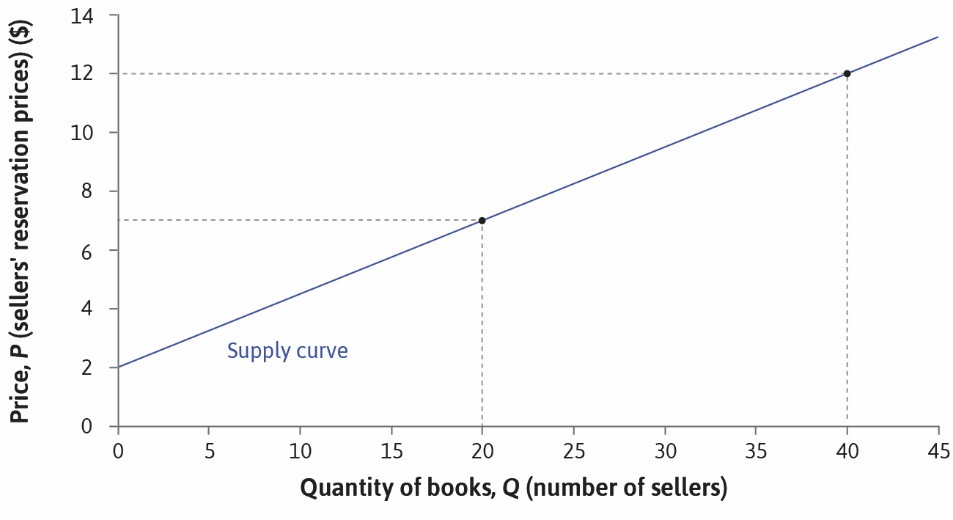 Price, P (sellers' reservation prices) ($)
14
12
10
8
6
4
2
0
Supply curve
0 5 10 15 20 25 30 35 40 45
Quantity of books, Q (number of sellers)